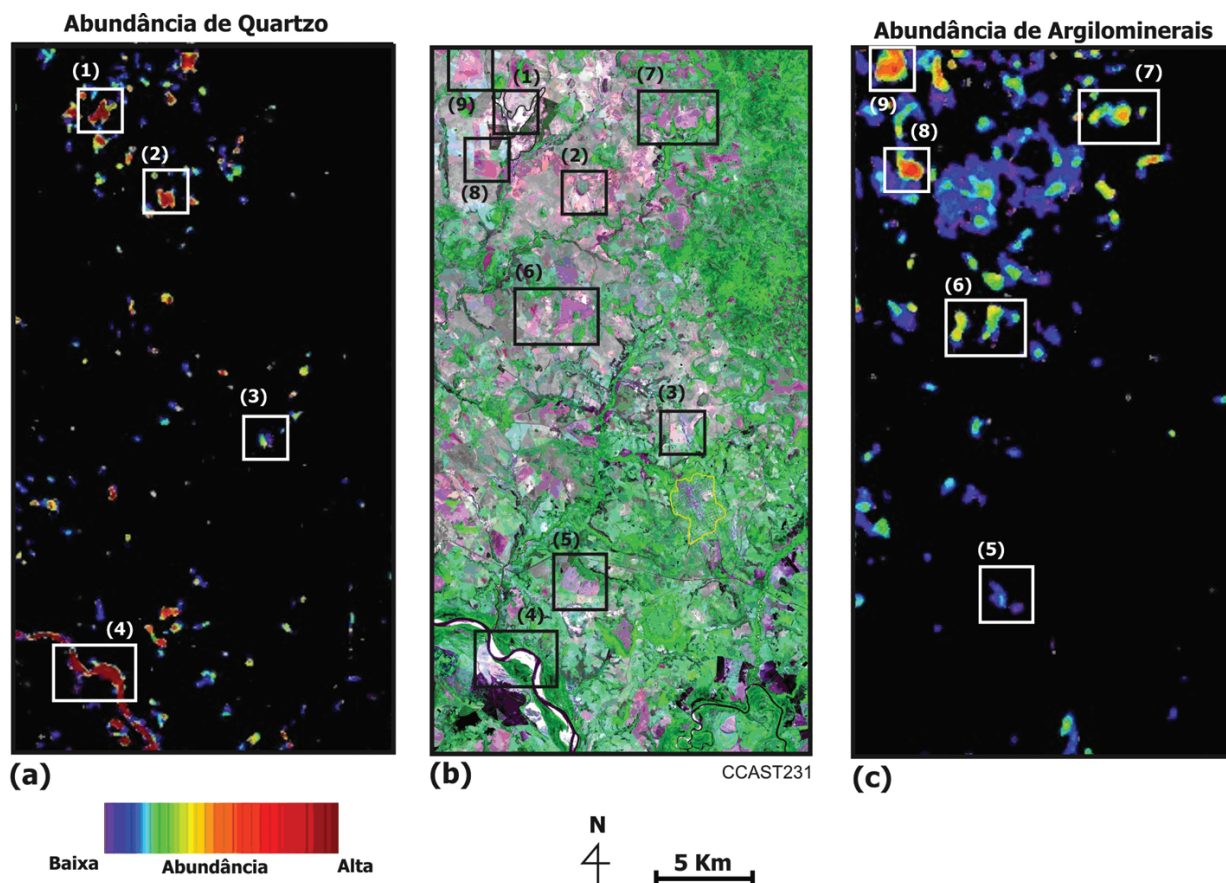 Abundância de Quartzo
(1)
(2)
(3)
(4)
(a)
(1)
(7)
(9)
(2)
(8)
(6)
(3)
(5)
(4)
(b)
CCAST231
Abundância de Argilominerais
(7)
(9)
(8)
(6)
(5)
(c)
Baixa Abundância Alta
N
5 Km